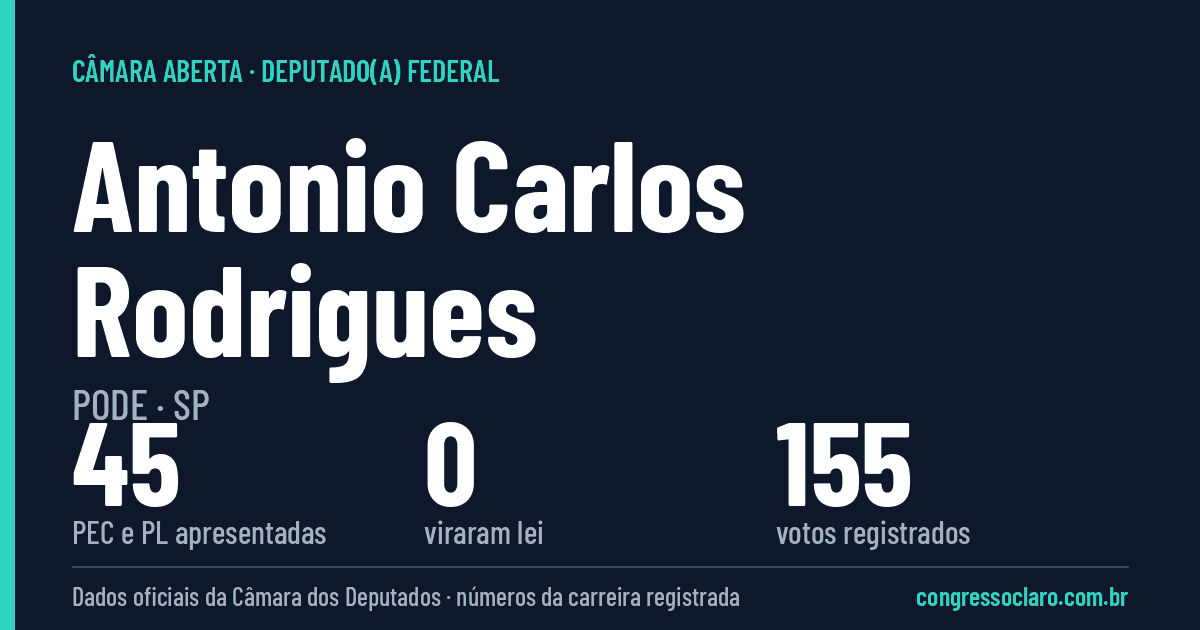 CÂMARA ABERTA · DEPUTADO(A) FEDERAL
Antonio Carlos
Rodrigues
PODE · SP
45 0 155
PEC e PL apresentadas viraram lei votos registrados
Dados oficiais da Câmara dos Deputados · números da carreira registrada congressoclaro.com.br